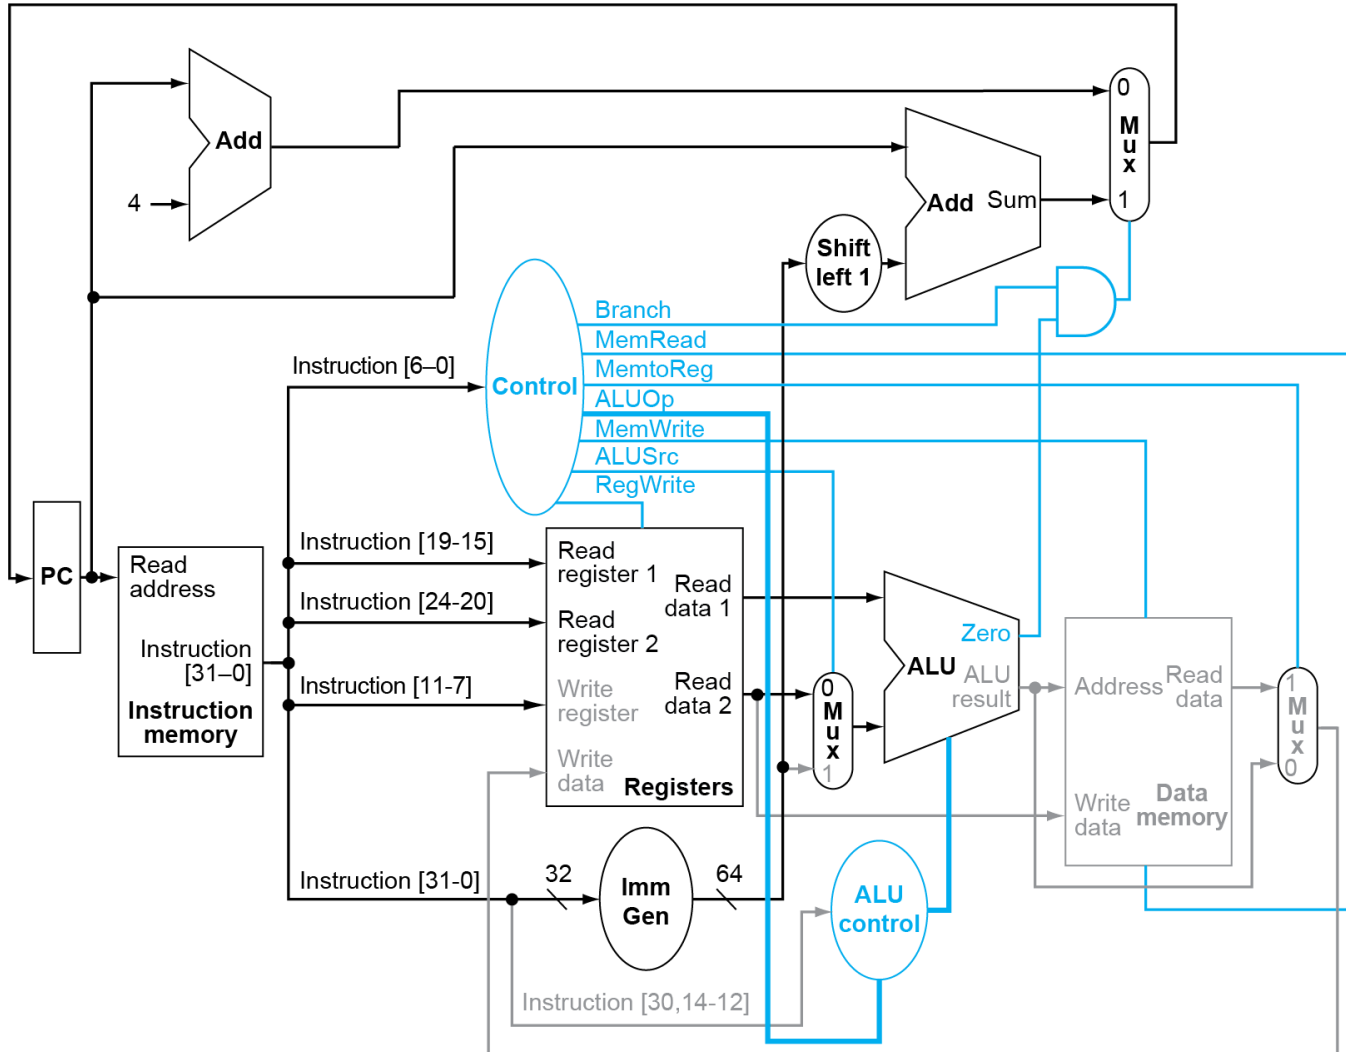 0
M
u
x
1
Add
4
Add Sum
Shift
left 1
Branch
MemRead
MemtoReg
ALUOp
MemWrite
ALUSrc
RegWrite
Control
Instruction [6–0]
PC
Read
address
Instruction
[31–0]
Instruction
memory
Instruction [19-15]
Instruction [24-20]
Instruction [11-7]
Instruction [31-0]
Read
register 1
Read
register 2
Write
register
Write
data
Read
data 1
Read
data 2
Registers
0
M
u
x
1
Zero
ALU
ALU
result
Address
Read
data
Write
data
Data
memory
1
M
u
x
0
32
Imm
Gen
64
ALU
control
Instruction [30,14-12]